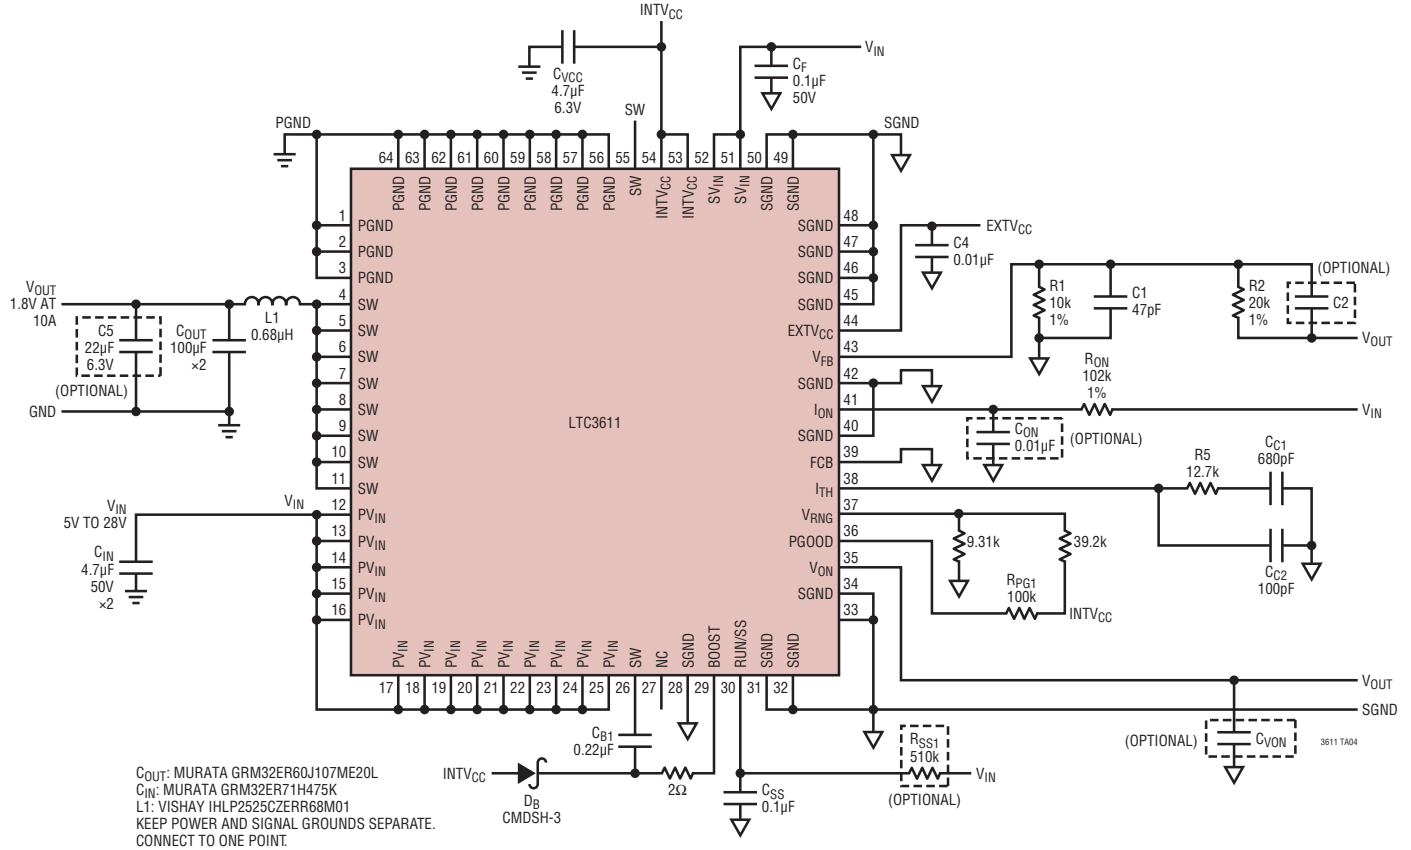 INTVCC
CVCC
4.7µF
6.3V
SW
VIN
CF
0.1µF
50V
PGND
SGND
64 63 62 61 60 59 58 57 56 55 54 53 52 51 50 49
PGND PGND PGND PGND PGND PGND PGND PGND PGND SW INTVCC INTVCC SVIN SVIN SGND SGND
1 PGND
2 PGND
3 PGND
4 SW
5 SW
6 SW
7 SW
8 SW
9 SW
10 SW
11 SW
12 PVIN
13 PVIN
14 PVIN
15 PVIN
16 PVIN
LTC3611
SGND 48
SGND 47
SGND 46
SGND 45
EXTVCC 44
VFB 43
SGND 42
ION 41
SGND 40
FCB 39
ITH 38
VRNG 37
PGOOD 36
VON 35
SGND 34
33
PVIN PVIN PVIN PVIN PVIN PVIN PVIN PVIN PVIN SW NC SGND BOOST RUN/SS SGND SGND
17 18 19 20 21 22 23 24 25 26 27 28 29 30 31 32
VOUT
1.8V AT
10A
C5
22µF
6.3V
(OPTIONAL)
COUT
100µF
×2
L1
0.68µH
GND
VIN
5V TO 28V
VIN
CIN
4.7µF
50V
×2
EXTVCC
C4
0.01µF
R1
10k
1%
C1
47pF
R2
20k
1%
(OPTIONAL)
C2
VOUT
RON
102k
1%
VIN
CON
0.01µF
(OPTIONAL)
R5
12.7k
CC1
680pF
CC2
100pF
9.31k
39.2k
RPG1
100k
INTVCC
VOUT
SGND
(OPTIONAL)
CVON
3611 TA04
CB1
0.22µF
INTVCC
DB
CMDSH-3
2Ω
CSS
0.1µF
RSS1
510k
(OPTIONAL)
VIN
COUT: MURATA GRM32ER60J107ME20L
CIN: MURATA GRM32ER71H475K
L1: VISHAY IHLP2525CZERR68M01
KEEP POWER AND SIGNAL GROUNDS SEPARATE.
CONNECT TO ONE POINT.